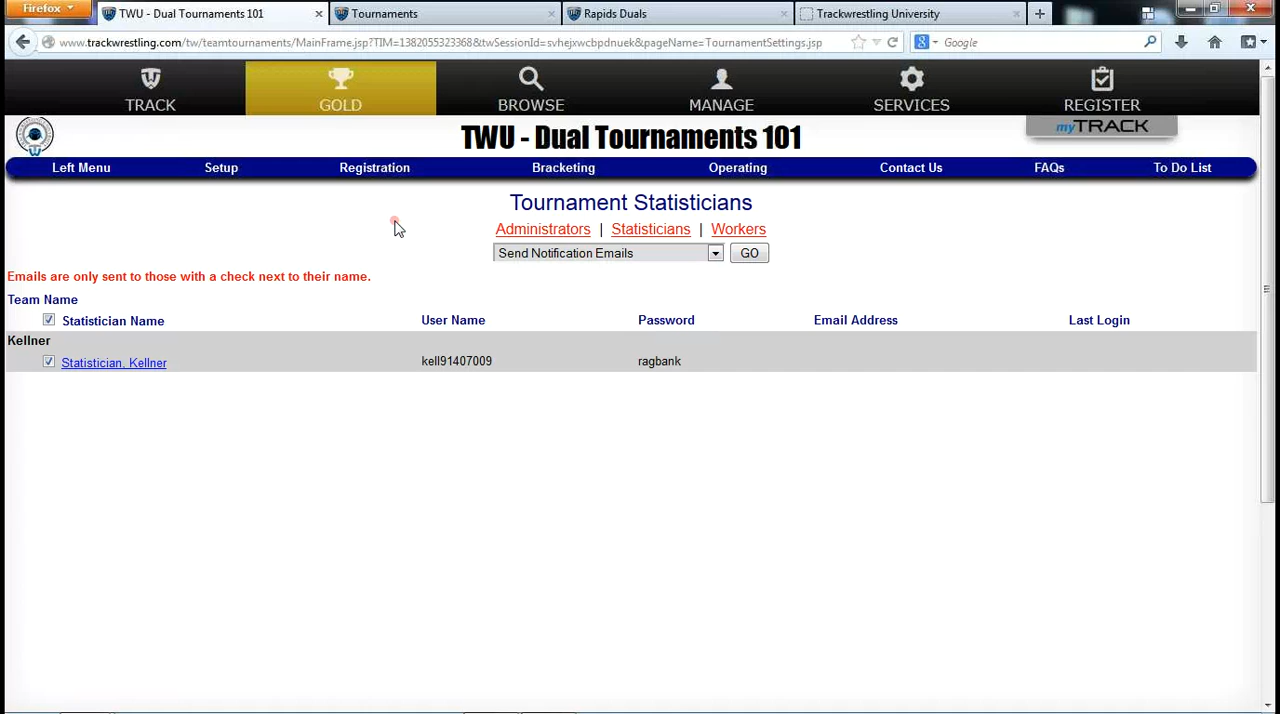 Firefox
TWU - Dual Tournaments 101
Tournaments
Rapids Duals
Trackwrestling University
www.trackwrestling.com/tw/teamtournaments/MainFrame.jsp?TIM=1382055323368&twSessionId=svhejxwcbpdnuek&pageName=TournamentSettings.jsp
Google
TRACK
GOLD
BROWSE
MANAGE
SERVICES
REGISTER
myTRACK
TWU - Dual Tournaments 101
Left Menu
Setup
Registration
Bracketing
Operating
Contact Us
FAQs
To Do List
Tournament Statisticians
Administrators | Statisticians | Workers
Send Notification Emails
GO
Emails are only sent to those with a check next to their name.
Team Name
Statistician Name
User Name
Password
Email Address
Last Login
Kellner
Statistician, Kellner
kell91407009
ragbank